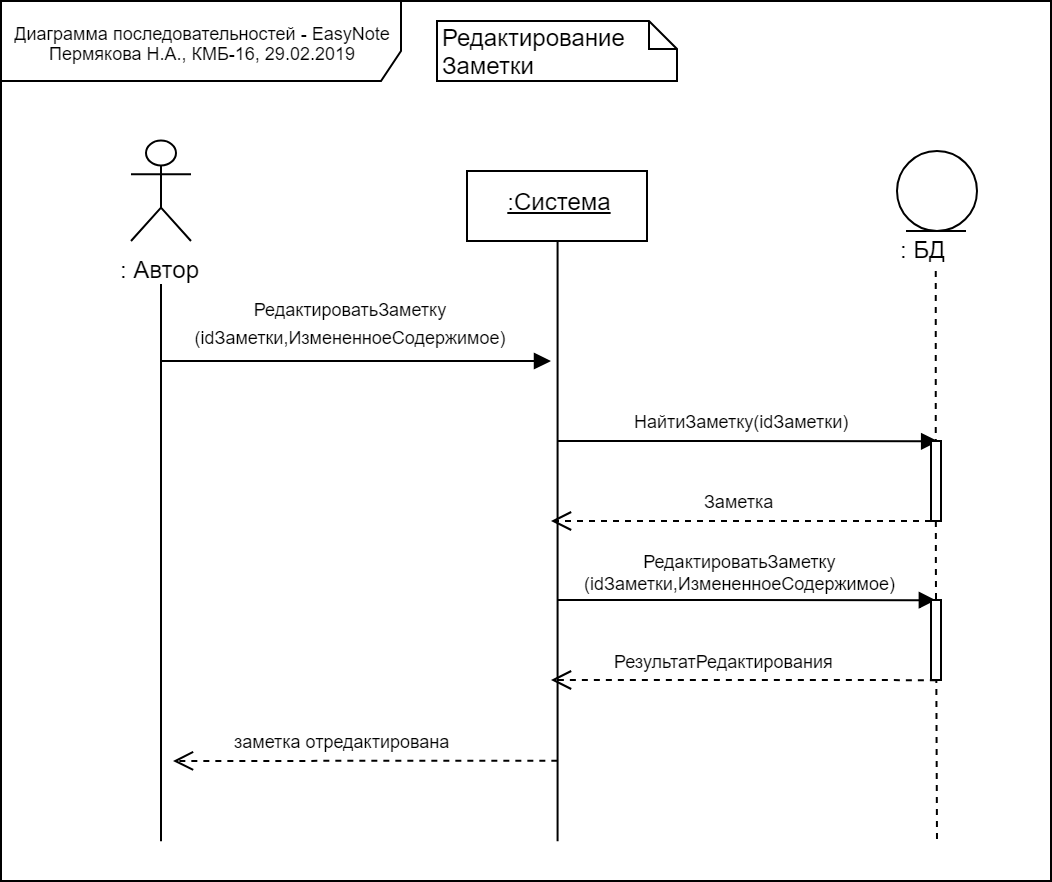 Диаграмма последовательностей - EasyNote
Пермякова Н.А., КМБ-16, 29.02.2019
Редактирование
Заметки
:Система
: БД
: Автор
РедактироватьЗаметку
(idЗаметки,ИзмененноеСодержимое)
НайтиЗаметку(idЗаметки)
Заметка
РедактироватьЗаметку
(idЗаметки,ИзмененноеСодержимое)
РезультатРедактирования
заметка отредактирована